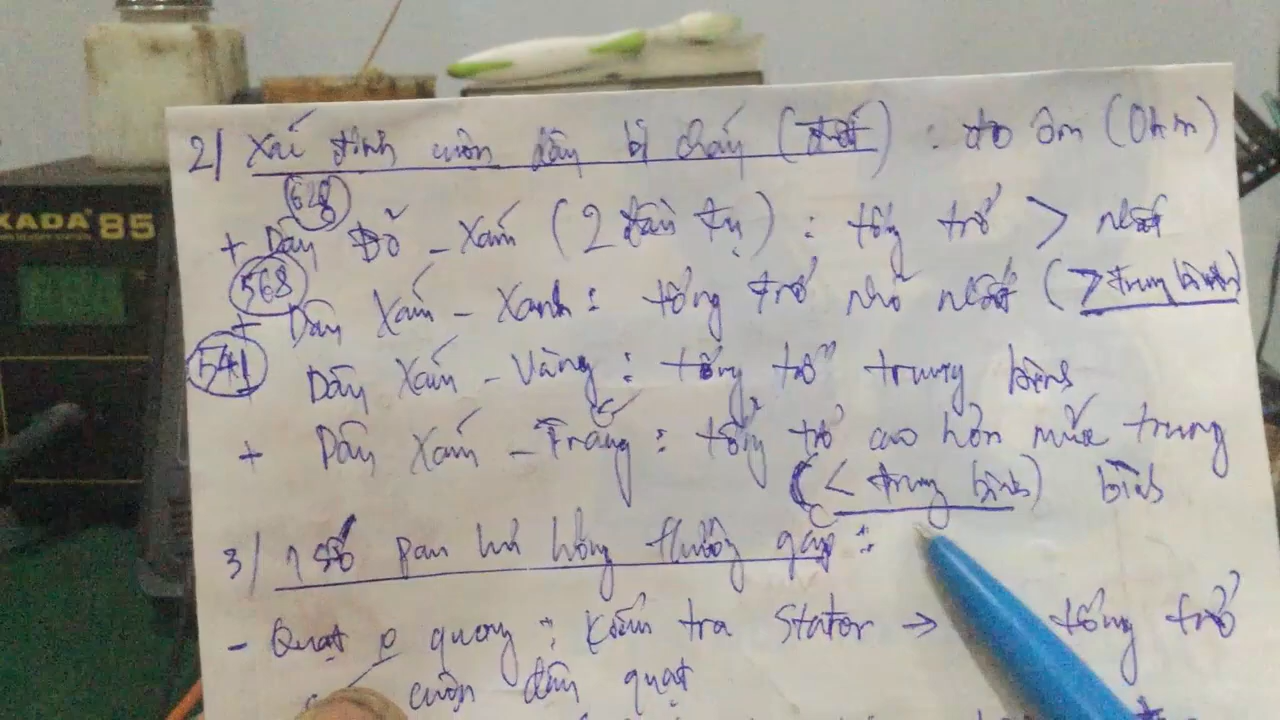 XADA 85
2/ Xác định cuộn dây bị cháy (đứt) : đo ôm (Ohm)
628
+ Dây Đỏ - Xám (2 đầu tụ) : tổng trở > nhất
568
+ Dây Xám - Xanh : tổng trở nhỏ nhất (> trung bình)
541
Dây Xám - Vàng : tổng trở trung bình
+ Dây Xám - Trắng : tổng trở cao hơn mức trung
(< trung bình) bình
3/ 1 số pan hư hỏng thường gặp :
- Quạt o quay : Kiểm tra Stator → tổng trở
cuộn dây quạt